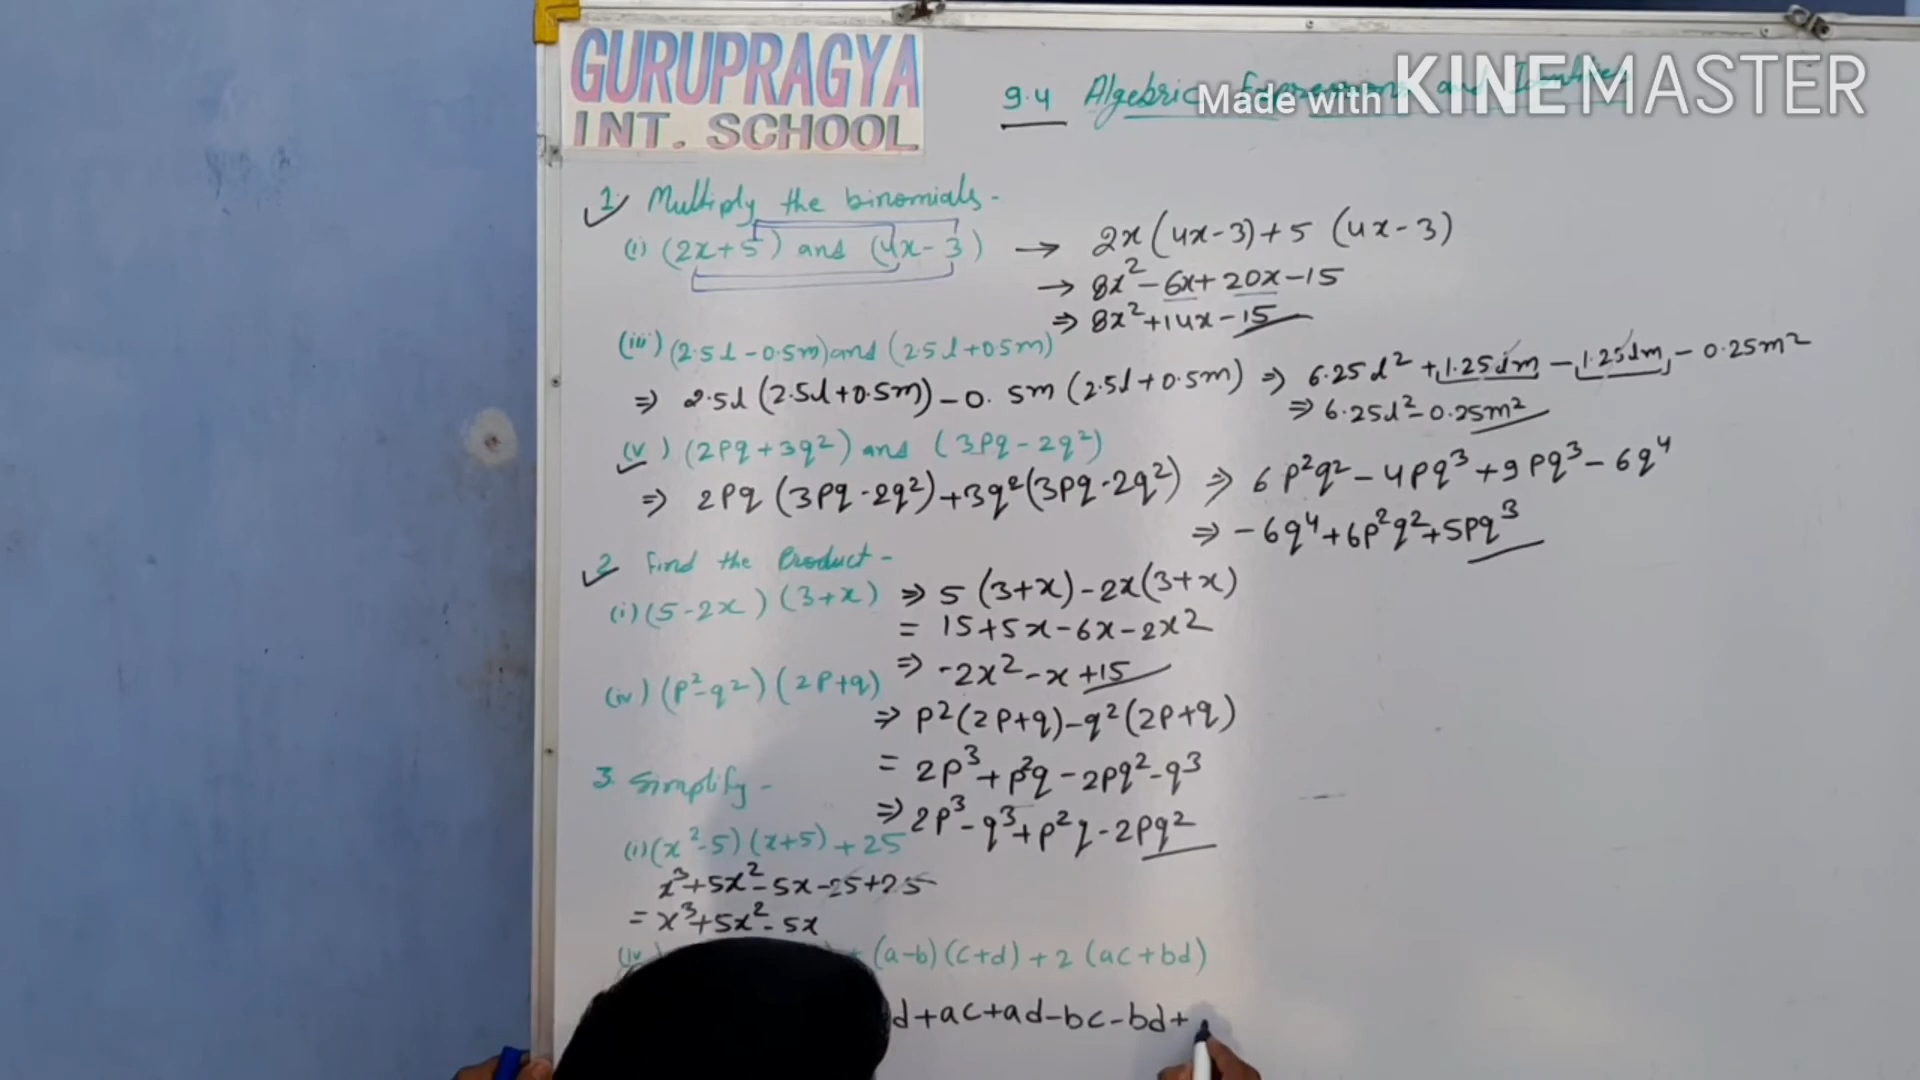 GURUPRAGYA
INT. SCHOOL
9.4 Algebric Expressions and Identities
Made with KINEMASTER
1. Multiply the binomials -
(i) (2x+5) and (4x-3) → 2x(4x-3)+5 (4x-3)
→ 8x²-6x+20x-15
⇒ 8x²+14x-15
(iii) (2.5l-0.5m) and (2.5l+0.5m)
⇒ 2.5l(2.5l+0.5m)-0.5m(2.5l+0.5m) ⇒ 6.25l²+1.25lm-1.25lm-0.25m²
⇒ 6.25l²-0.25m²
(v) (2pq+3q²) and (3pq-2q²)
⇒ 2pq(3pq-2q²)+3q²(3pq-2q²) ⇒ 6p²q²-4pq³+9pq³-6q⁴
⇒ -6q⁴+6p²q²+5pq³
2 Find the Product -
(i) (5-2x) (3+x) ⇒ 5(3+x)-2x(3+x)
= 15+5x-6x-2x²
⇒ -2x²-x+15
(iv) (p²-q²) (2p+q)
⇒ p²(2p+q)-q²(2p+q)
= 2p³+p²q-2pq²-q³
⇒ 2p³-q³+p²q-2pq²
3. Simplify -
(i) (x²-5)(x+5)+25
x³+5x²-5x-25+25
= x³+5x²-5x
(iv) + (a-b)(c+d)+2 (ac+bd)
d+ac+ad-bc-bd+